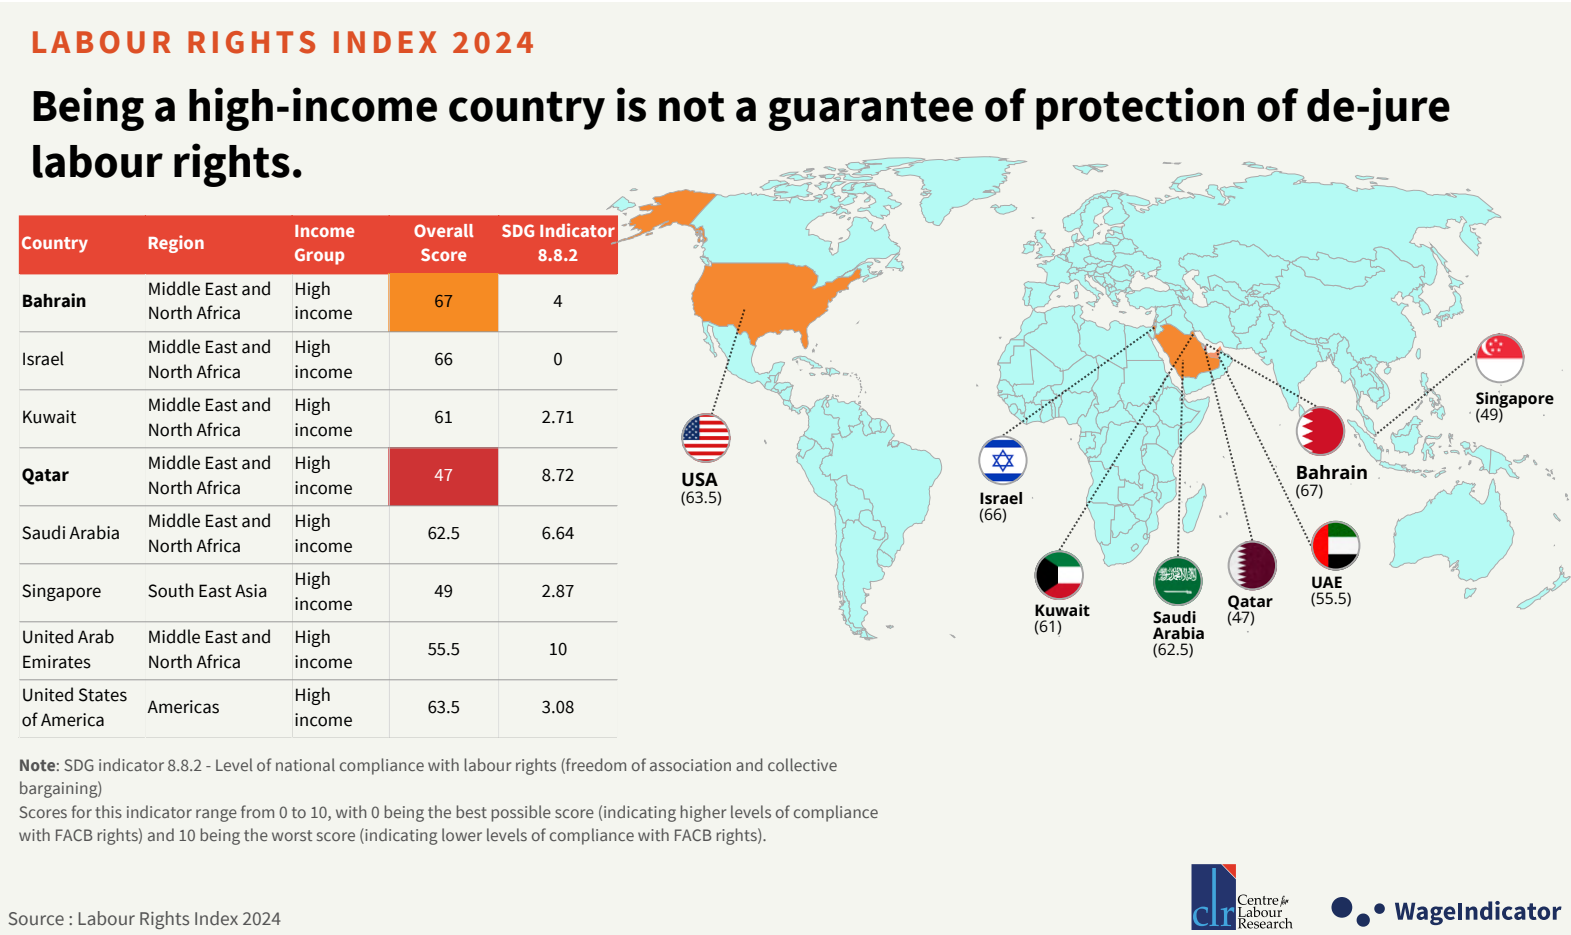 LABOUR RIGHTS INDEX 2024
Being a high-income country is not a guarantee of protection of de-jure
labour rights.
Country Region Income Group Overall Score SDG Indicator 8.8.2
Bahrain Middle East and North Africa High income 67 4
Israel Middle East and North Africa High income 66 0
Kuwait Middle East and North Africa High income 61 2.71
Qatar Middle East and North Africa High income 47 8.72
Saudi Arabia Middle East and North Africa High income 62.5 6.64
Singapore South East Asia High income 49 2.87
United Arab Emirates Middle East and North Africa High income 55.5 10
United States of America Americas High income 63.5 3.08
USA
(63.5)
Israel
(66)
Kuwait
(61)
Saudi
Arabia
(62.5)
Qatar
(47)
UAE
(55.5)
Bahrain
(67)
Singapore
(49)
Note: SDG indicator 8.8.2 - Level of national compliance with labour rights (freedom of association and collective
bargaining)
Scores for this indicator range from 0 to 10, with 0 being the best possible score (indicating higher levels of compliance
with FACB rights) and 10 being the worst score (indicating lower levels of compliance with FACB rights).
Source : Labour Rights Index 2024
clr
Centre for
Labour
Research
WageIndicator